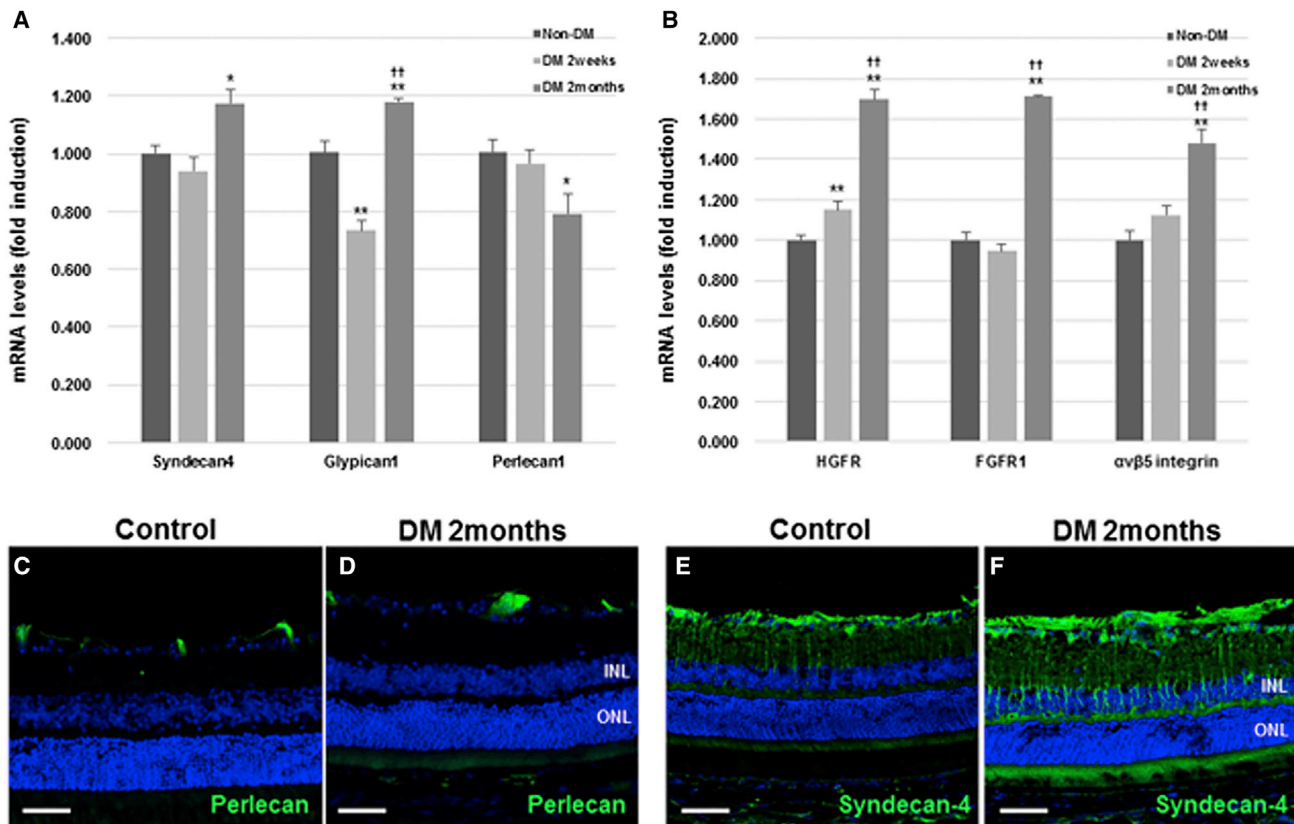 A
1.400
1.200
1.000
0.800
0.600
0.400
0.200
0.000
mRNA levels (fold induction)
Non-DM
DM 2weeks
DM 2months
*
**
††
**
*
Syndecan4 Glypican1 Perlecan1
B
2.000
1.800
1.600
1.400
1.200
1.000
0.800
0.600
0.400
0.200
0.000
mRNA levels (fold induction)
Non-DM
DM 2weeks
DM 2months
**
††
**
††
**
††
**
HGFR FGFR1 αvβ5 integrin
Control DM 2months
C
Perlecan
D
INL
ONL
Perlecan
Control DM 2months
E
Syndecan-4
F
INL
ONL
Syndecan-4